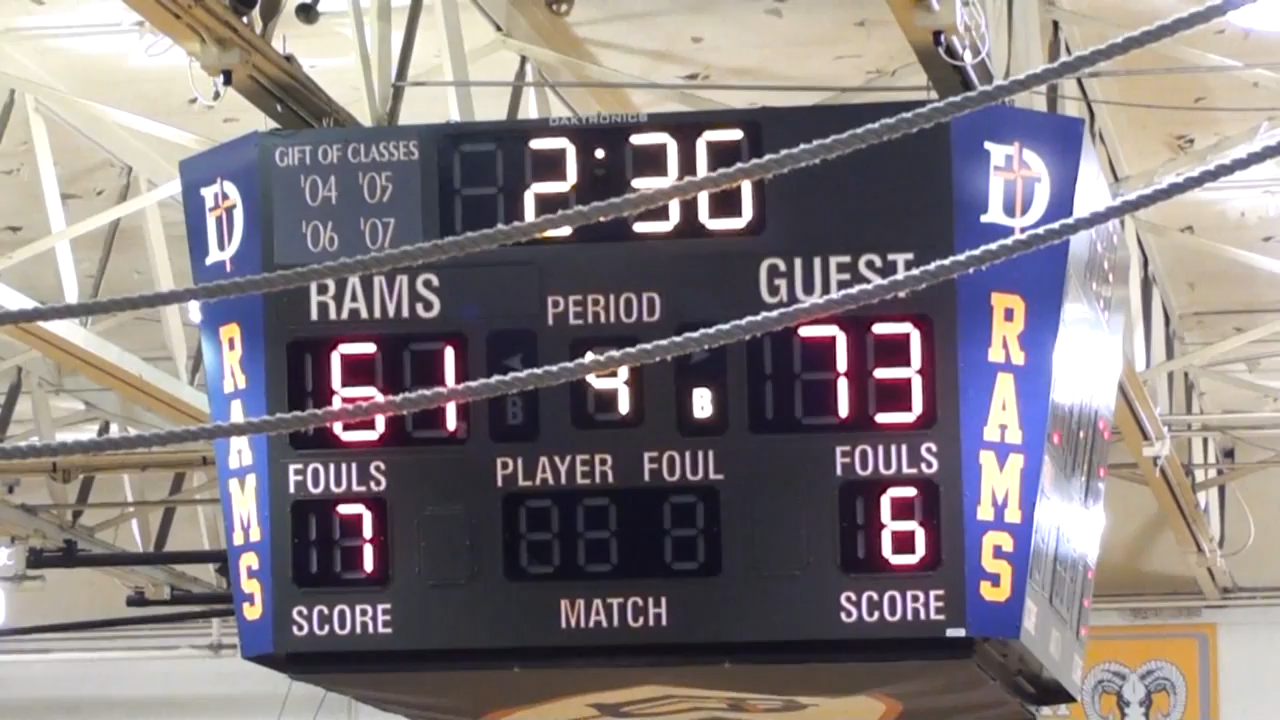 DAKTRONICS
GIFT OF CLASSES
'04 '05
'06 '07
2:36
D
D
RAMS
PERIOD
GUEST
61
4
B
B
73
FOULS
PLAYER FOUL
FOULS
7
6
SCORE
MATCH
SCORE
RAMS
RAMS